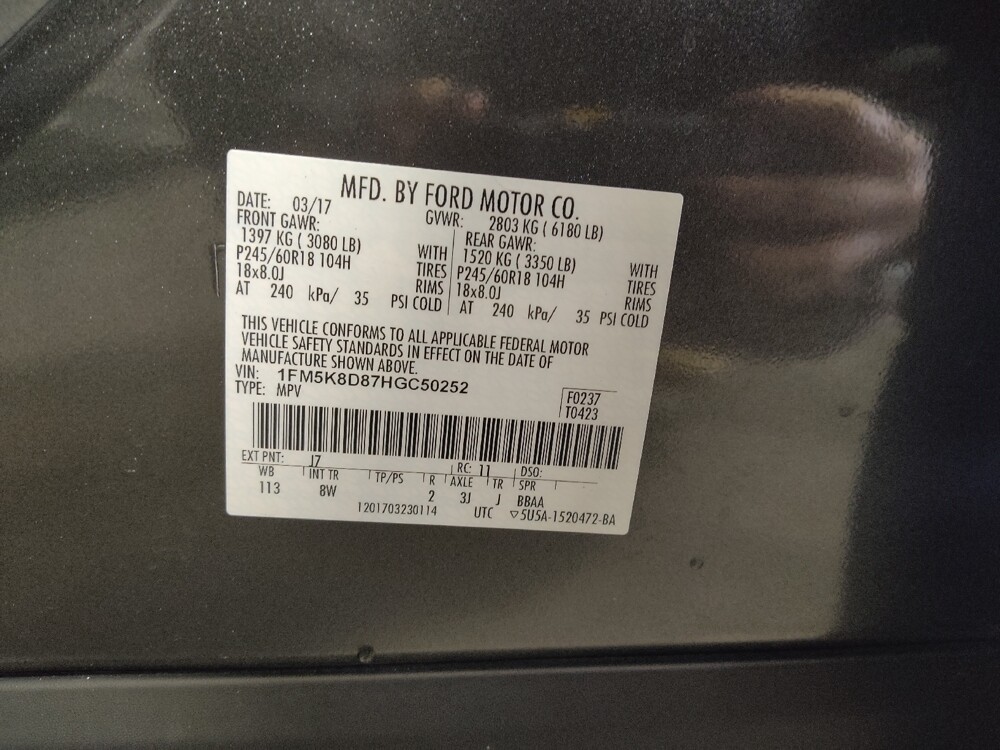 MFD. BY FORD MOTOR CO.
DATE: 03/17 GVWR: 2803 KG ( 6180 LB)
FRONT GAWR: REAR GAWR:
1397 KG ( 3080 LB) WITH 1520 KG ( 3350 LB) WITH
P245/60R18 104H TIRES P245/60R18 104H TIRES
18x8.0J RIMS 18x8.0J RIMS
AT 240 kPa/ 35 PSI COLD AT 240 kPa/ 35 PSI COLD
THIS VEHICLE CONFORMS TO ALL APPLICABLE FEDERAL MOTOR
VEHICLE SAFETY STANDARDS IN EFFECT ON THE DATE OF
MANUFACTURE SHOWN ABOVE.
VIN: 1FM5K8D87HGC50252
TYPE: MPV
F0237
T0423
EXT PNT: J7 RC: 11 DSO:
WB INT TR TP/PS R AXLE TR SPR
113 8W 2 3J J BBAA
1201703230114 UTC ▽5U5A-1520472-BA